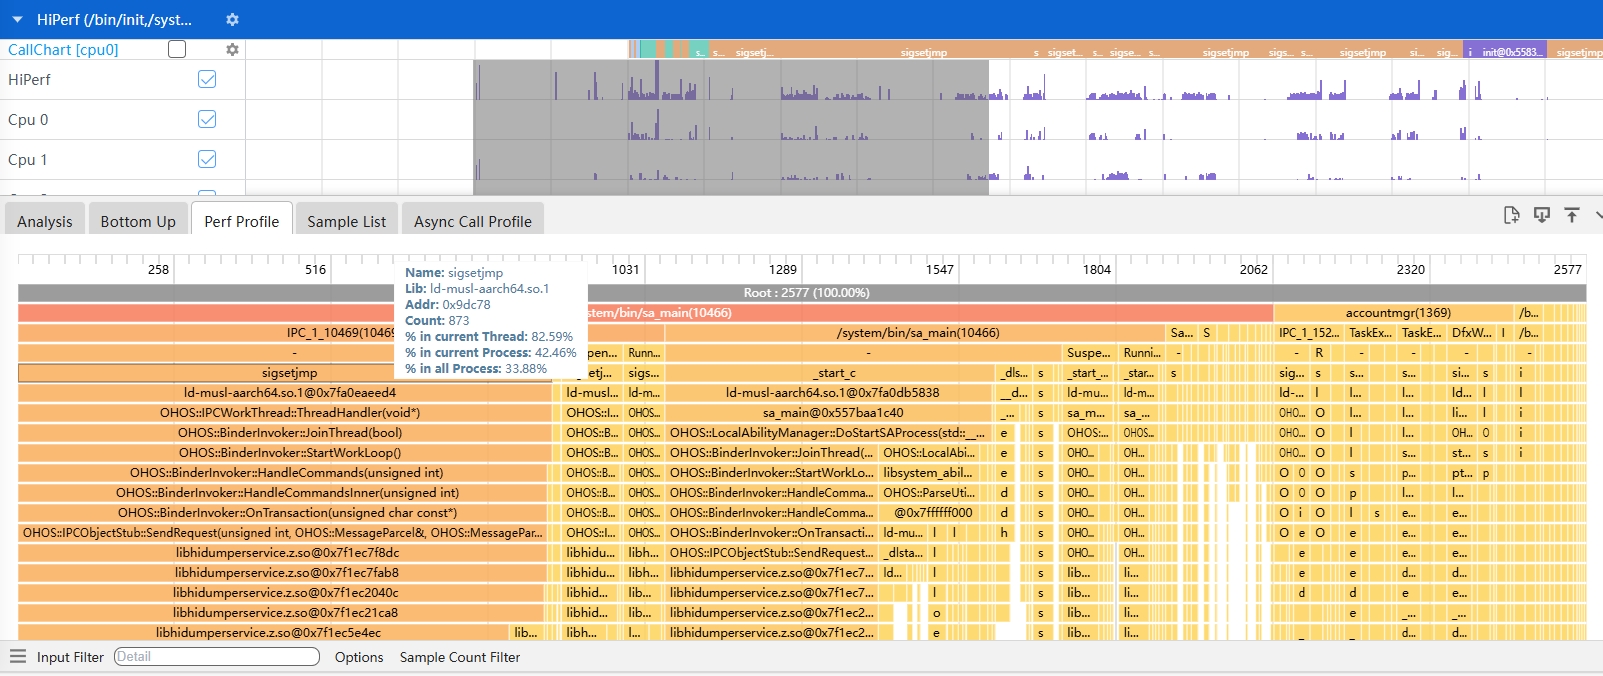 HiPerf (/bin/init,/syst...
CallChart [cpu0]
s... s... sigsetj... sigsetjmp s sigset... s... sigse... s... sigsetjmp sigs... s... sigsetjmp si... sig... i init@0x5583... sigsetjmp
HiPerf
Cpu 0
Cpu 1
Analysis Bottom Up Perf Profile Sample List Async Call Profile
258 516 1031 1289 1547 1804 2062 2320 2577
Name: sigsetjmp
Lib: ld-musl-aarch64.so.1
Addr: 0x9dc78
Count: 873
% in current Thread: 82.59%
% in current Process: 42.46%
% in all Process: 33.88%
Root : 2577 (100.00%)
stem/bin/sa_main(10466) accountmgr(1369) /b...
IPC_1_10469(10469 /system/bin/sa_main(10466) Sa... S IPC_1_152... TaskEx... TaskE... DfxW... I /b...
- pen... Runn... - Suspe... Runni... - - R - - - -
sigsetjmp setj... sigs... _start_c _dls... s _start_... _star... s sig... s s... s... si... s i
ld-musl-aarch64.so.1@0x7fa0eaeed4 ld-musl... ld-m... ld-musl-aarch64.so.1@0x7fa0db5838 __d... s ld-mu... ld-m... ld-... l l... l... ld... l l
OHOS::IPCWorkThread::ThreadHandler(void*) OHOS::I... OHOS... sa_main@0x557baa1c40 _... s sa_m... sa_... OHO... O l... l... li... l i
OHOS::BinderInvoker::JoinThread(bool) OHOS::B... OHOS... OHOS::LocalAbilityManager::DoStartSAProcess(std::__... e s OHOS:... OHOS... OHO... O l l... OH... O i
OHOS::BinderInvoker::StartWorkLoop() OHOS::B... OHOS... OHOS::BinderInvoker::JoinThread(... OHOS::LocalAbi... e s OHO... OH... OHO... O l s... st... s i
OHOS::BinderInvoker::HandleCommands(unsigned int) OHOS::B... OHOS... OHOS::BinderInvoker::StartWorkLo... libsystem_abil... e s OHO... OH... O O O s p... pt... p
OHOS::BinderInvoker::HandleCommandsInner(unsigned int) OHOS::B... OHOS... OHOS::BinderInvoker::HandleComma... OHOS::ParseUti... d s OHO... OH... O O O p l... l...
OHOS::BinderInvoker::OnTransaction(unsigned char const*) OHOS::B... OHOS... OHOS::BinderInvoker::HandleComma... @0x7ffffff000 d s OHO... OH... O i O l s e... e...
OHOS::IPCObjectStub::SendRequest(unsigned int, OHOS::MessageParcel&, OHOS::MessagePar... OHOS::I... OHOS... OHOS::BinderInvoker::OnTransacti... ld-mu... l l h s OHO... OH... O e O e e... e...
libhidumperservice.z.so@0x7f1ec7f8dc libhidu... libh... OHOS::IPCObjectStub::SendRequest... _dlsta... l s OHO... OH... e e e... e...
libhidumperservice.z.so@0x7f1ec7fab8 libhidu... libh... libhidumperservice.z.so@0x7f1ec7... ld... l s lib... li... e e d... d...
libhidumperservice.z.so@0x7f1ec2040c libhid... lib... libhidumperservice.z.so@0x7f1ec7... l s lib... li... d d e... e...
libhidumperservice.z.so@0x7f1ec21ca8 libhid... lib... libhidumperservice.z.so@0x7f1ec2... o s lib... li... e _... _...
libhidumperservice.z.so@0x7f1ec5e4ec lib... libh... l... libhidumperservice.z.so@0x7f1ec2... e s lib... li... _ _ d... d...
Input Filter Detail Options Sample Count Filter